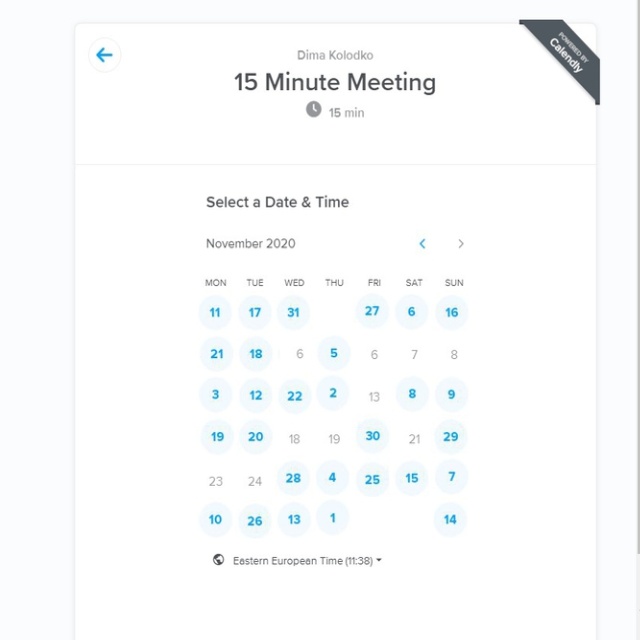 Dima Kolodko
POWERED BY
Calendly
15 Minute Meeting
15 min
Select a Date & Time
November 2020
MON TUE WED THU FRI SAT SUN
11 17 31 27 6 16
21 18 6 5 6 7 8
3 12 22 2 13 8 9
19 20 18 19 30 21 29
23 24 28 4 25 15 7
10 26 13 1 14
Eastern European Time (11:38)